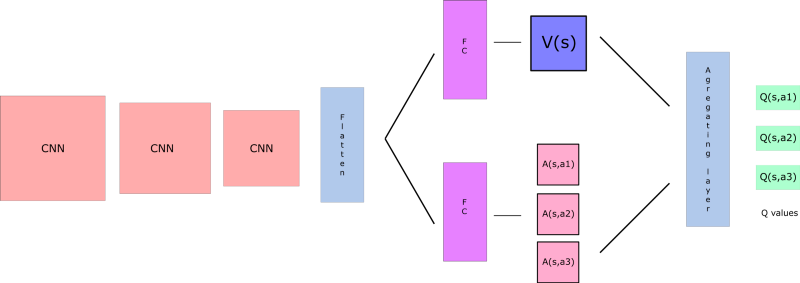 CNN
CNN
CNN
Flatten
FC
V(s)
FC
A(s,a1)
A(s,a2)
A(s,a3)
Agregating layer
Q(s,a1)
Q(s,a2)
Q(s,a3)
Q values